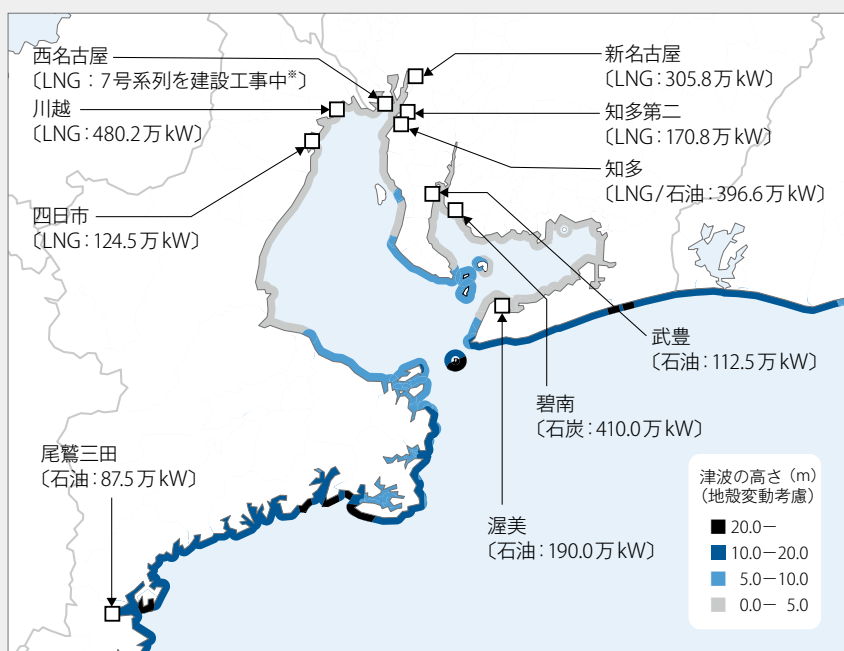 西名古屋
〔LNG：7号系列を建設工事中※〕
川越
〔LNG：480.2万kW〕
四日市
〔LNG：124.5万kW〕
新名古屋
〔LNG：305.8万kW〕
知多第二
〔LNG：170.8万kW〕
知多
〔LNG/石油：396.6万kW〕
武豊
〔石油：112.5万kW〕
碧南
〔石炭：410.0万kW〕
渥美
〔石油：190.0万kW〕
尾鷲三田
〔石油：87.5万kW〕
津波の高さ（m）
（地殻変動考慮）
20.0－
10.0－20.0
5.0－10.0
0.0－ 5.0